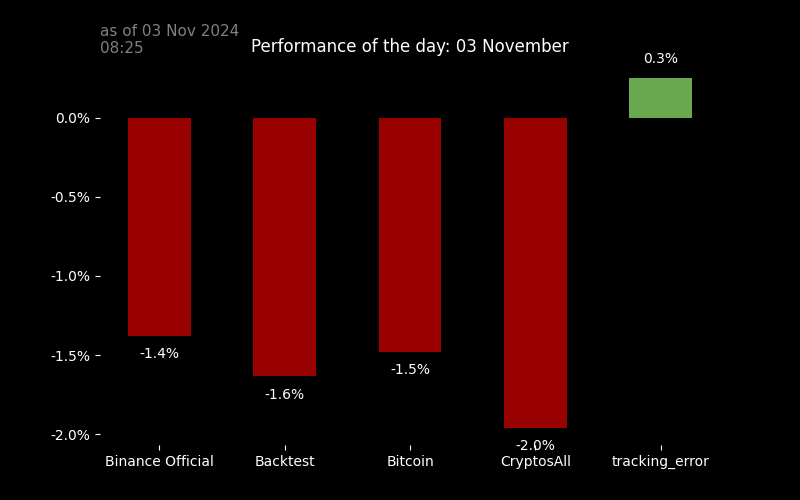 as of 03 Nov 2024
08:25
Performance of the day: 03 November
0.3%
0.0%
-0.5%
-1.0%
-1.5%
-2.0%
-1.4%
-1.6%
-1.5%
-2.0%
Binance Official
Backtest
Bitcoin
CryptosAll
tracking_error